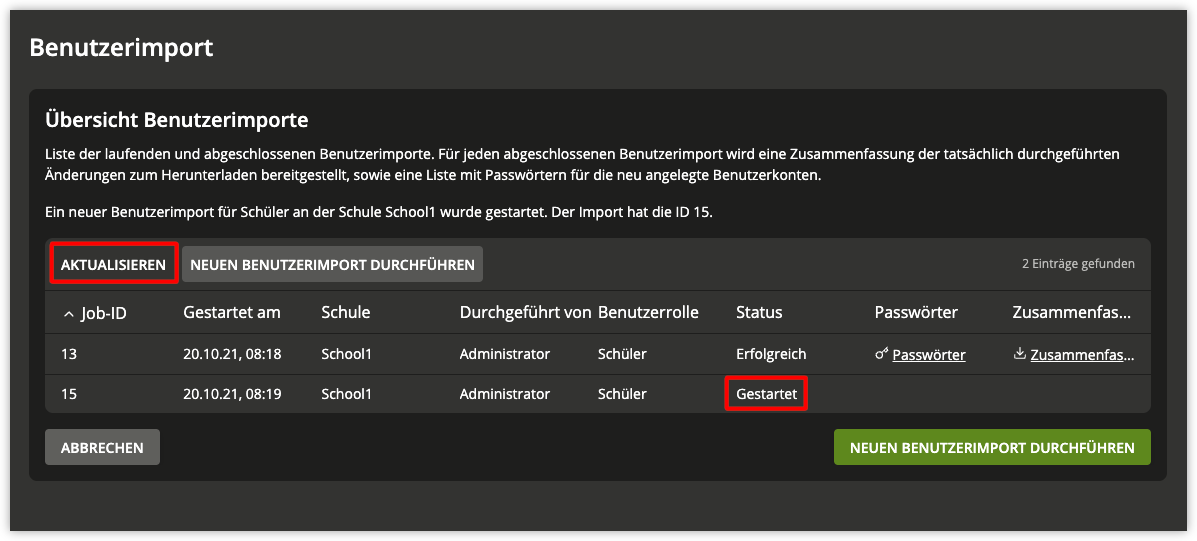 Benutzerimport
Übersicht Benutzerimporte
Liste der laufenden und abgeschlossenen Benutzerimporte. Für jeden abgeschlossenen Benutzerimport wird eine Zusammenfassung der tatsächlich durchgeführten
Änderungen zum Herunterladen bereitgestellt, sowie eine Liste mit Passwörtern für die neu angelegte Benutzerkonten.
Ein neuer Benutzerimport für Schüler an der Schule School1 wurde gestartet. Der Import hat die ID 15.
AKTUALISIEREN NEUEN BENUTZERIMPORT DURCHFÜHREN 2 Einträge gefunden
Job-ID Gestartet am Schule Durchgeführt von Benutzerrolle Status Passwörter Zusammenfas...
13 20.10.21, 08:18 School1 Administrator Schüler Erfolgreich Passwörter Zusammenfas...
15 20.10.21, 08:19 School1 Administrator Schüler Gestartet
ABBRECHEN NEUEN BENUTZERIMPORT DURCHFÜHREN